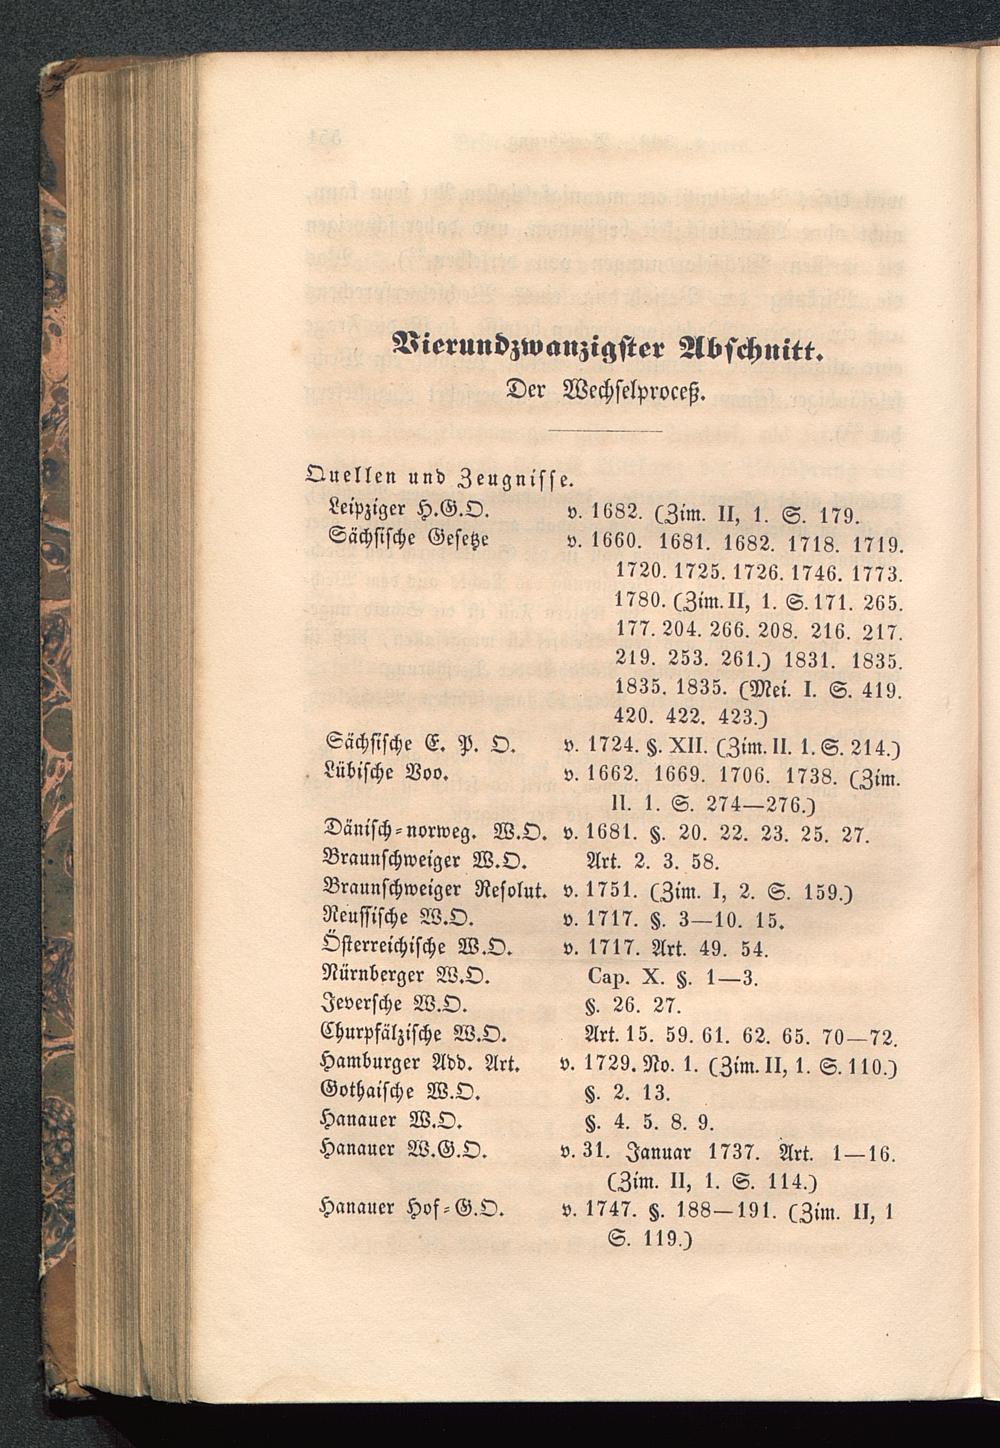 Vierundzwanzigster Abschnitt.
Der Wechselproceß.
Quellen und Zeugnisse.
Leipziger H.G.O. v. 1682. (Zim. II, 1. S. 179.
Sächsische Gesetze v. 1660. 1681. 1682. 1718. 1719.
1720. 1725. 1726. 1746. 1773.
1780. (Zim. II, 1. S. 171. 265.
177. 204. 266. 208. 216. 217.
219. 253. 261.) 1831. 1835.
1835. 1835. (Mei. I. S. 419.
420. 422. 423.)
Sächsische E. P. O. v. 1724. §. XII. (Zim. II. 1. S. 214.)
Lübische Voo. v. 1662. 1669. 1706. 1738. (Zim.
II. 1. S. 274—276.)
Dänisch-norweg. W.O. v. 1681. §. 20. 22. 23. 25. 27.
Braunschweiger W.O. Art. 2. 3. 58.
Braunschweiger Resolut. v. 1751. (Zim. I, 2. S. 159.)
Reussische W.O. v. 1717. §. 3—10. 15.
Österreichische W.O. v. 1717. Art. 49. 54.
Nürnberger W.O. Cap. X. §. 1—3.
Jeversche W.O. §. 26. 27.
Churpfälzische W.O. Art. 15. 59. 61. 62. 65. 70—72.
Hamburger Add. Art. v. 1729. No. 1. (Zim. II, 1. S. 110.)
Gothaische W.O. §. 2. 13.
Hanauer W.O. §. 4. 5. 8. 9.
Hanauer W.G.O. v. 31. Januar 1737. Art. 1—16.
(Zim. II, 1. S. 114.)
Hanauer Hof-G.O. v. 1747. §. 188—191. (Zim. II, 1
S. 119.)